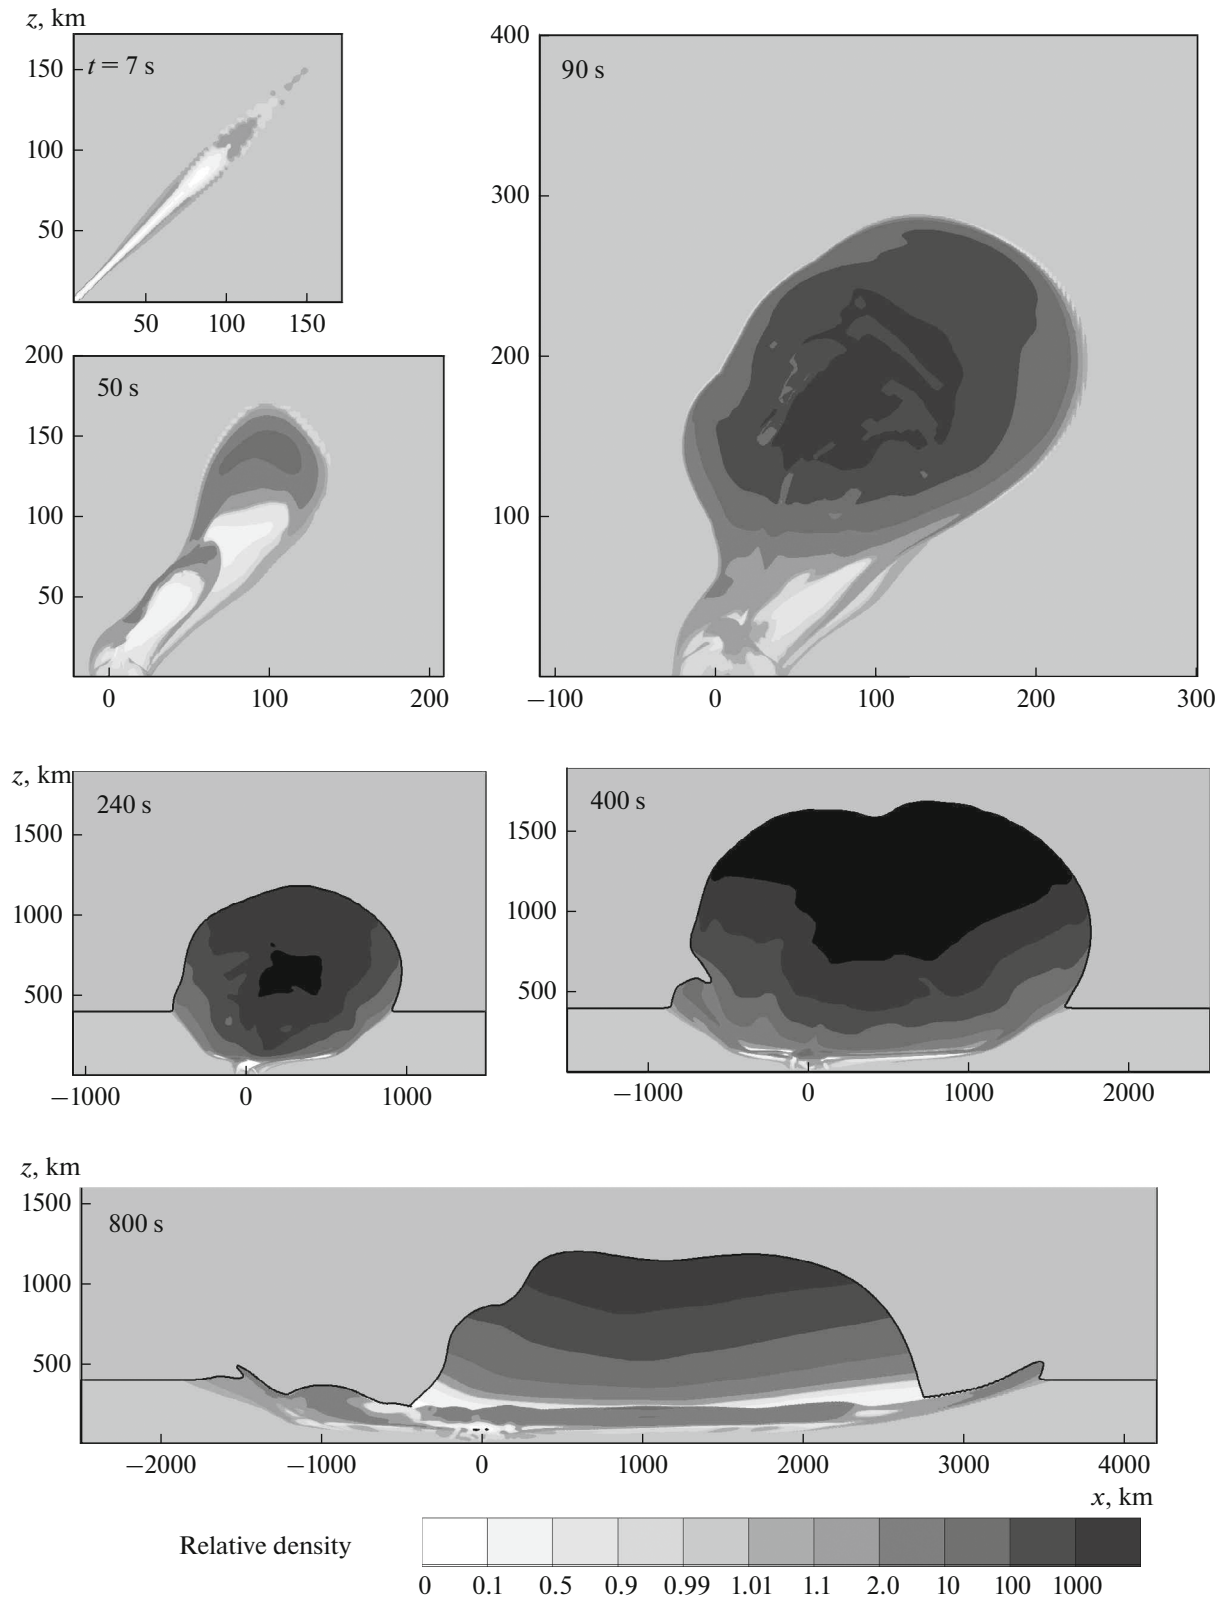 z, km
t = 7 s
150
100
50
50 100 150
90 s
400
300
200
100
−100 0 100 200 300
50 s
200
150
100
50
0 100 200
z, km
240 s
1500
1000
500
−1000 0 1000
400 s
1500
1000
500
−1000 0 1000 2000
z, km
800 s
1500
1000
500
−2000 −1000 0 1000 2000 3000 4000
x, km
Relative density
0 0.1 0.5 0.9 0.99 1.01 1.1 2.0 10 100 1000